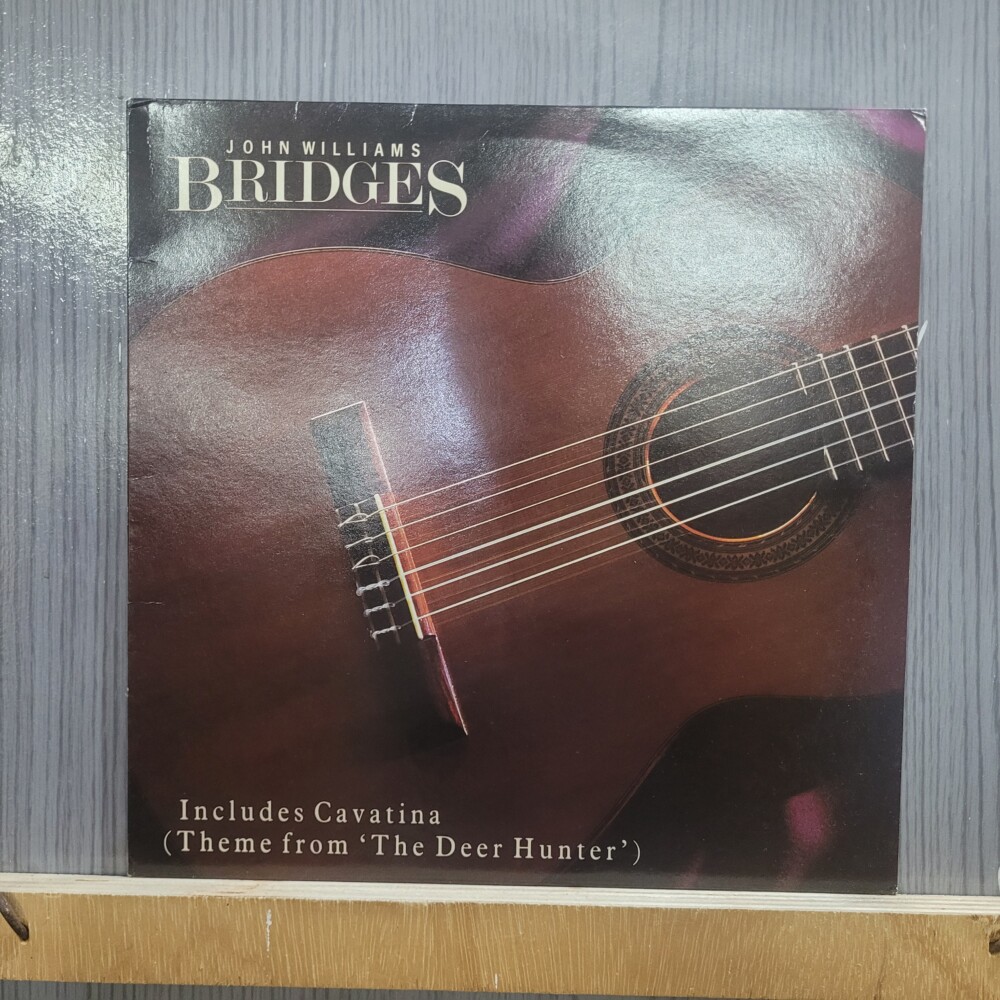 JOHN WILLIAMS
BRIDGES
Includes Cavatina
(Theme from ‘The Deer Hunter’)